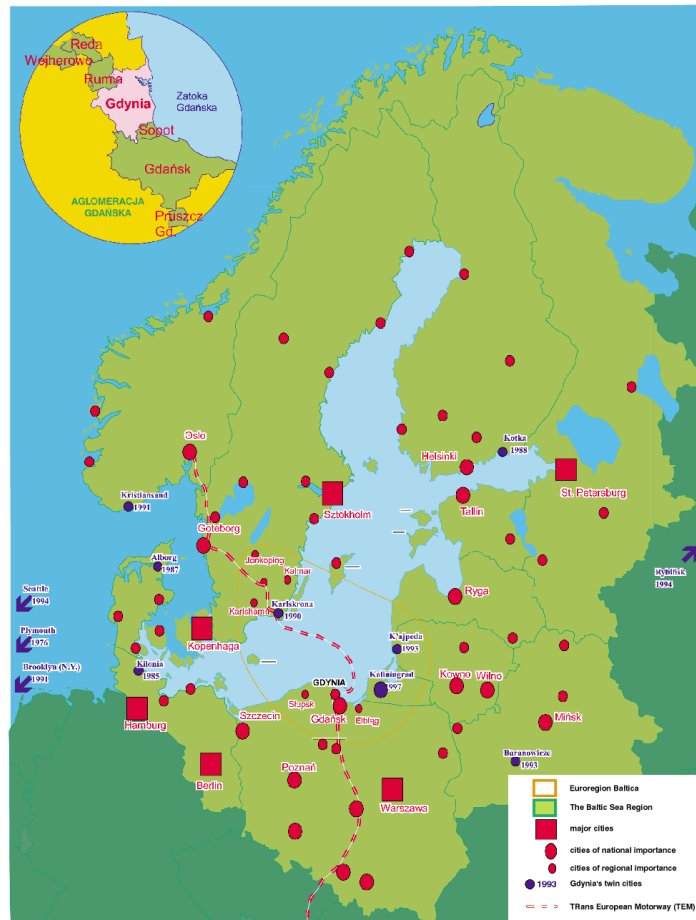 Reda
Wejherowo
Ruma
Gdynia
Zatoka
Gdańska
Sopot
Gdańsk
AGLOMERACJA
GDAŃSKA
Pruszcz
Gd.
Oslo
Kotka
1988
Helsinki
St. Petersburg
Kristiansand
1991
Sztokholm
Tallin
Göteborg
Alborg
1987
Jonkoping
Kalmar
Rybińsk
1994
Seattle
1994
Ryga
Karlshamn
Karlskrona
1990
Plymouth
1976
Kopenhaga
Kłajpeda
1993
Brooklyn (N.Y.)
1991
Kilonia
1985
GDYNIA
Kaliningrad
1997
Kowno
Wilno
Słupsk
Gdańsk
Elbląg
Hamburg
Szczecin
Mińsk
Baranowicze
1993
Berlin
Poznań
Warszawa
Euroregion Baltica
The Baltic Sea Region
major cities
cities of national importance
cities of regional importance
1993 Gdynia's twin cities
TRans European Motorway (TEM)